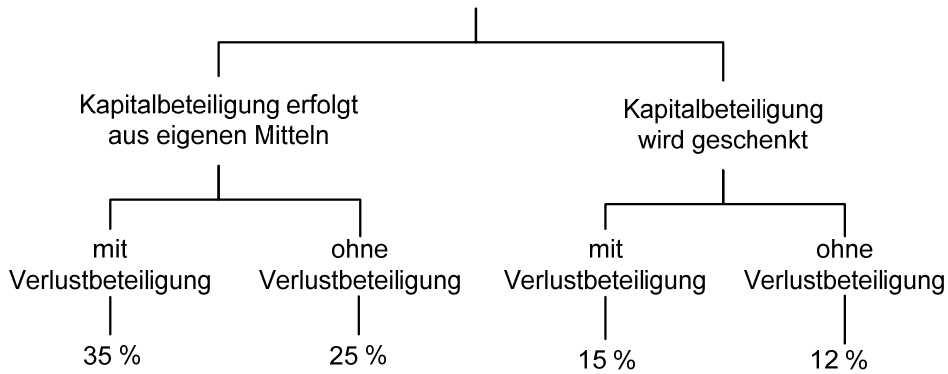 Kapitalbeteiligung erfolgt
aus eigenen Mitteln
Kapitalbeteiligung
wird geschenkt
mit
Verlustbeteiligung
ohne
Verlustbeteiligung
mit
Verlustbeteiligung
ohne
Verlustbeteiligung
35 %
25 %
15 %
12 %